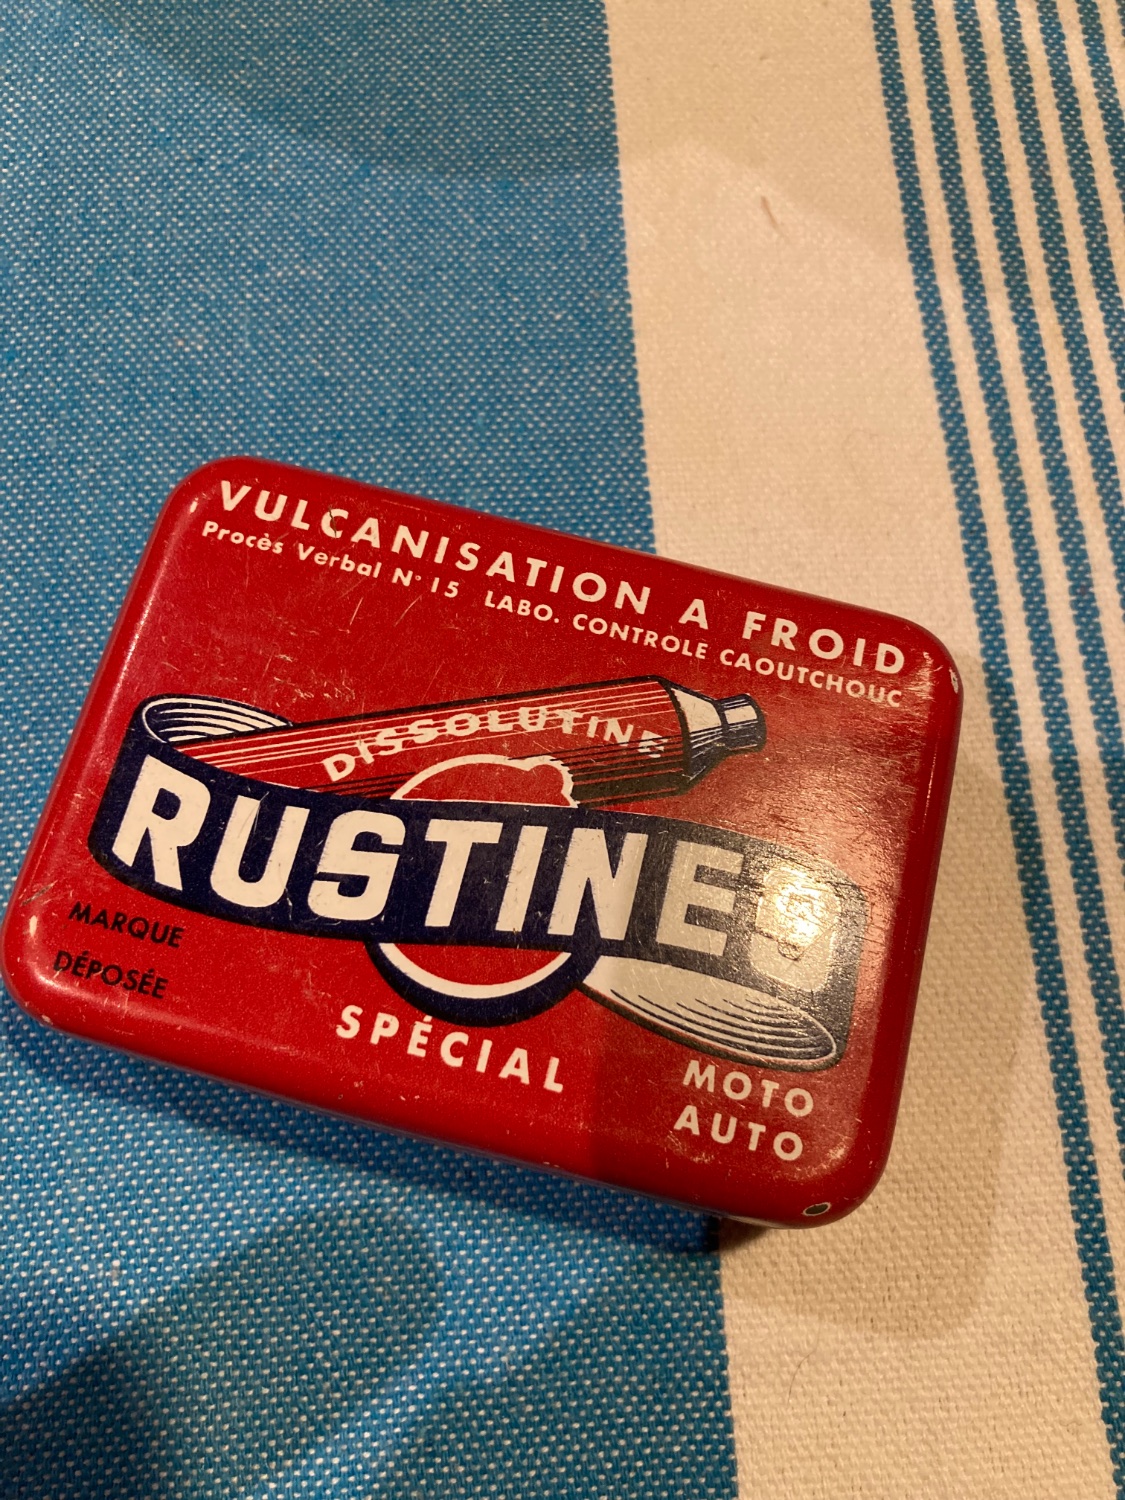 VULCANISATION A FROID
Procès Verbal N° 15 LABO. CONTROLE CAOUTCHOUC
DISSOLUTINE
RUSTINES
MARQUE
DÉPOSÉE
SPÉCIAL
MOTO
AUTO